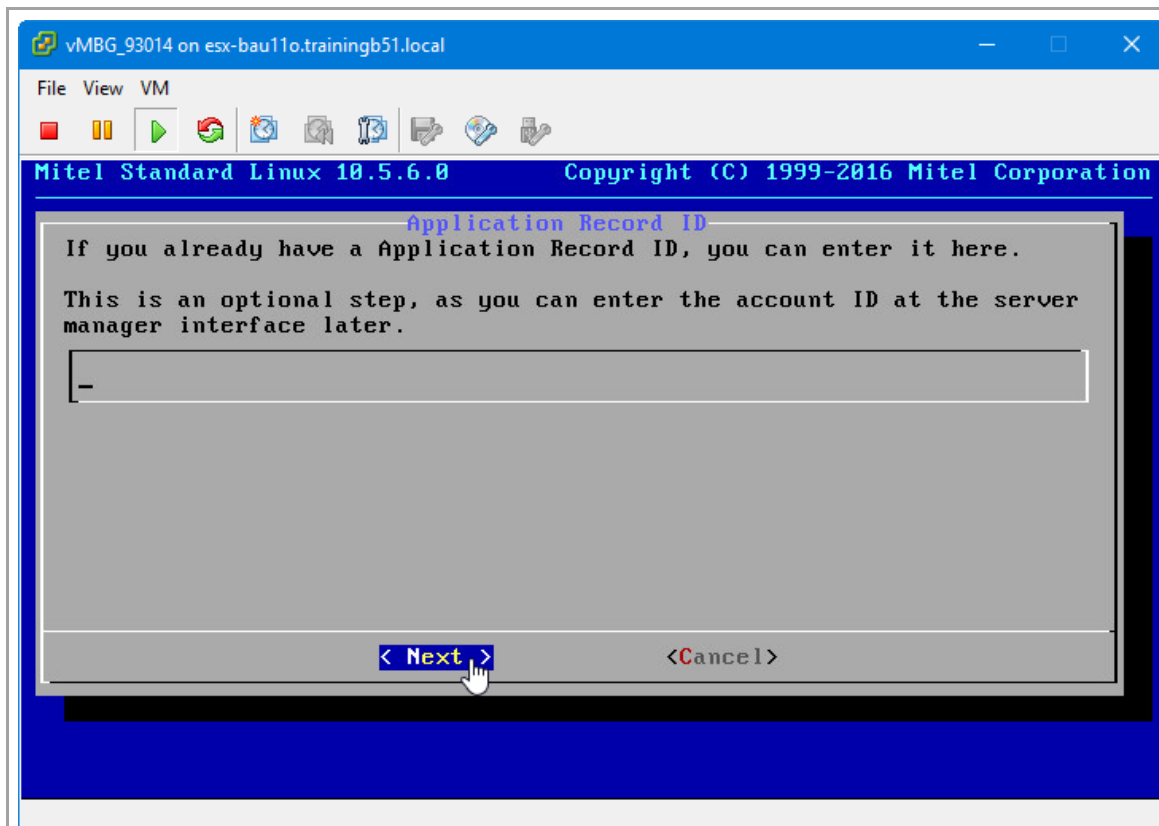 vMBG_93014 on esx-bau11o.trainingb51.local
File View VM
Mitel Standard Linux 10.5.6.0 Copyright (C) 1999-2016 Mitel Corporation
Application Record ID
If you already have a Application Record ID, you can enter it here.
This is an optional step, as you can enter the account ID at the server
manager interface later.
< Next >
<Cancel>